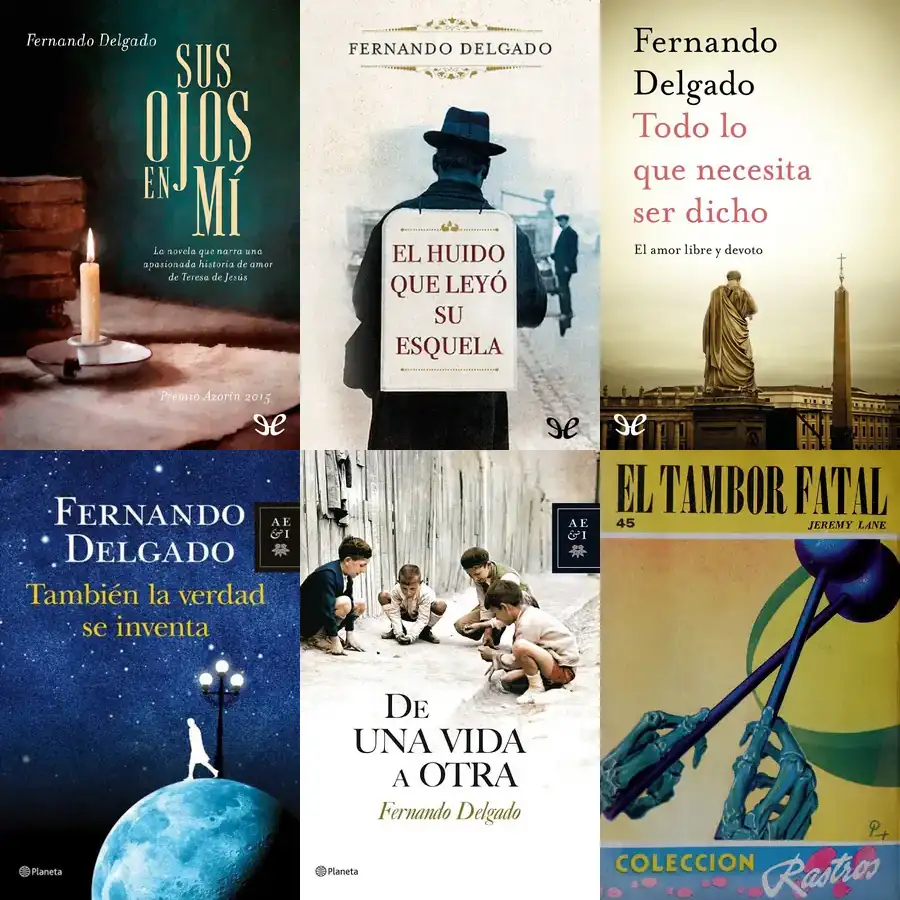 Fernando Delgado
SUS
OJOS
EN
MÍ
La novela que narra una
apasionada historia de amor
de Teresa de Jesús
Premio Azorín 2015
FERNANDO DELGADO
EL HUIDO
QUE LEYÓ
SU
ESQUELA
Fernando
Delgado
Todo lo
que necesita
ser dicho
El amor libre y devoto
FERNANDO
DELGADO
AE
&I
También la verdad
se inventa
Planeta
AE
&I
DE
UNA VIDA
A OTRA
Fernando Delgado
Planeta
EL TAMBOR FATAL
45
JEREMY LANE
COLECCION
Rastros